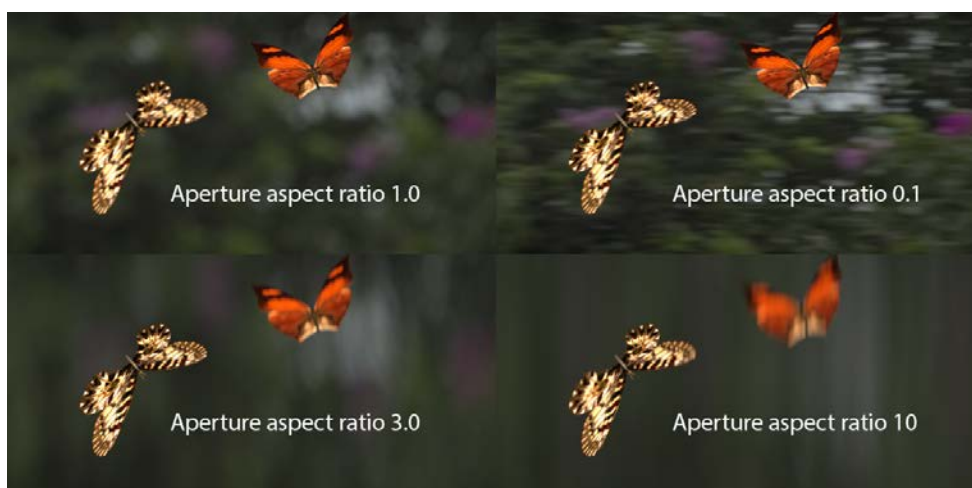 Aperture aspect ratio 1.0
Aperture aspect ratio 0.1
Aperture aspect ratio 3.0
Aperture aspect ratio 10